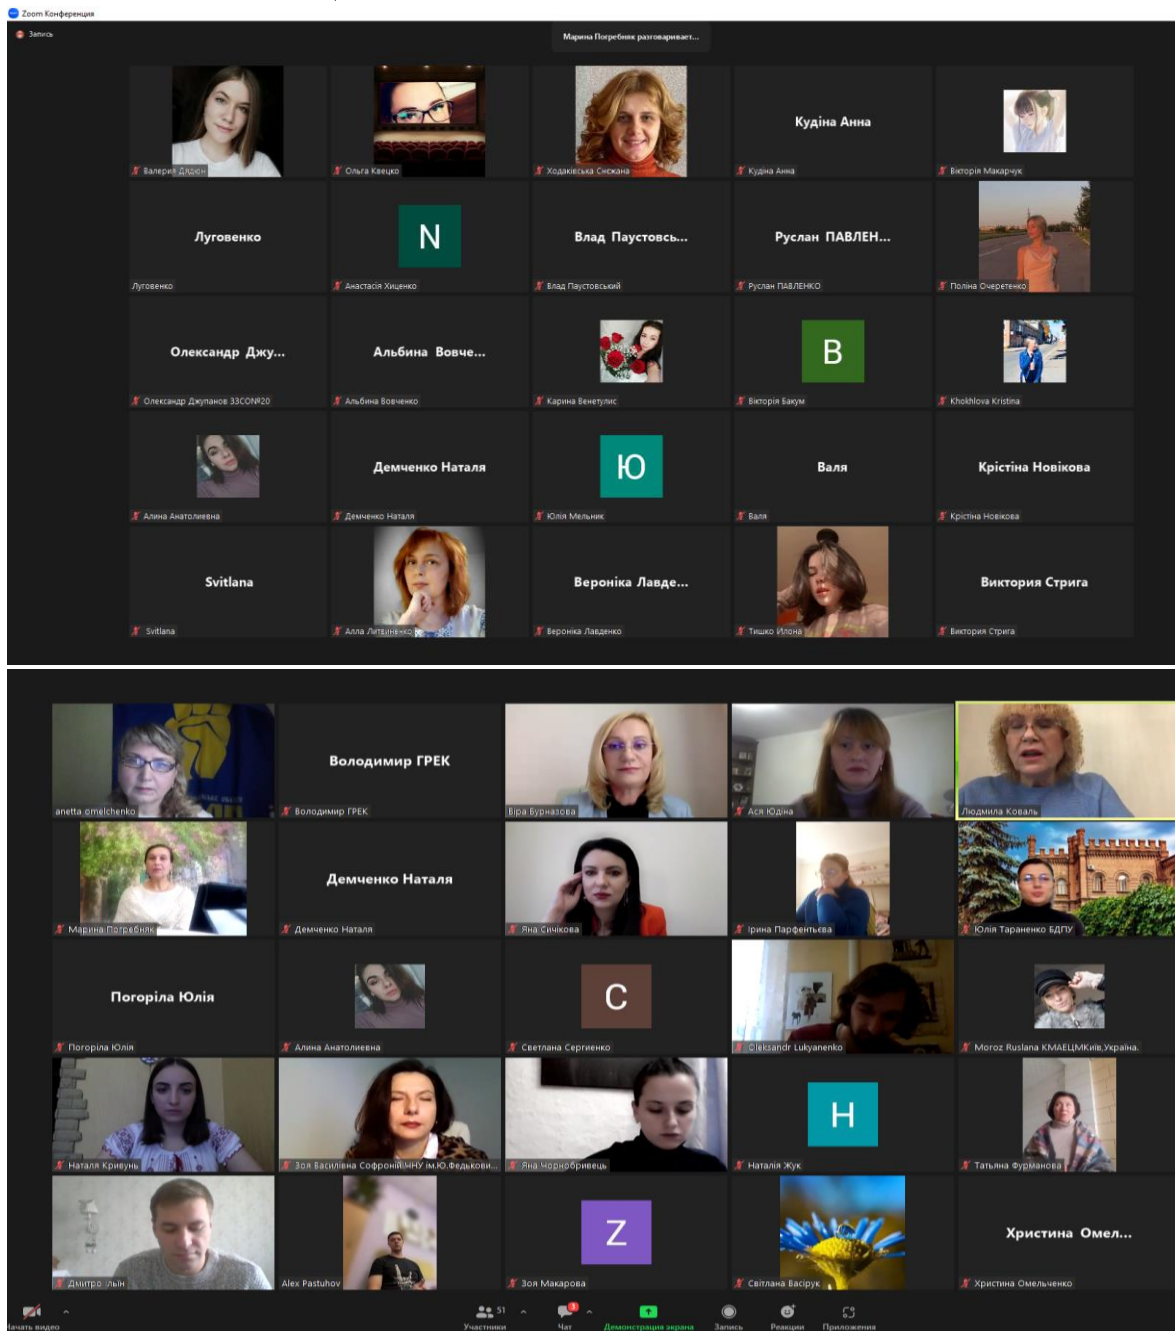 Zoom Конференция
Запись
Марина Погребняк разговаривает...
Валерия Дядюн
Ольга Квецко
Ходаківська Сніжана
Кудіна Анна
Кудіна Анна
Вікторія Макарчук
Луговенко
Луговенко
N
Анастасія Хиценко
Влад Паустовсь...
Влад Паустовський
Руслан ПАВЛЕН...
Руслан ПАВЛЕНКО
Поліна Очеретенко
Олександр Джу...
Олександр Джупанов ЗЗСО№20
Альбина Вовче...
Альбина Вовченко
Карина Венетулис
В
Вікторія Бакум
Khokhlova Kristina
Алина Анатолиевна
Демченко Наталя
Демченко Наталя
Ю
Юлія Мельник
Валя
Валя
Крістіна Новікова
Крістіна Новікова
Svitlana
Svitlana
Алла Литвиненко
Вероніка Лавде...
Вероніка Лавденко
Тишко Илона
Виктория Стрига
Виктория Стрига
anetta omelchenko
Володимир ГРЕК
Володимир ГРЕК
Віра Бурназова
Ася Юдіна
Людмила Коваль
Марина Погребняк
Демченко Наталя
Демченко Наталя
Яна Сичікова
Ірина Парфентьєва
Юлія Тараненко БДПУ
Погоріла Юлія
Погоріла Юлія
Алина Анатолиевна
С
Светлана Сергиенко
Oleksandr Lukyanenko
Moroz Ruslana КМАЕЦМКиїв,Україна.
Наталя Кривунь
Зоя Василівна Софроній ЧНУ ім.Ю.Федькови...
Яна Чорнобривець
Н
Наталія Жук
Татьяна Фурманова
Дмитро Ільїн
Alex Pastuhov
Z
Зоя Макарова
Світлана Васірук
Христина Омел...
Христина Омельченко
Начать видео
51
Участники
3
Чат
Демонстрация экрана
Запись
Реакции
Приложения